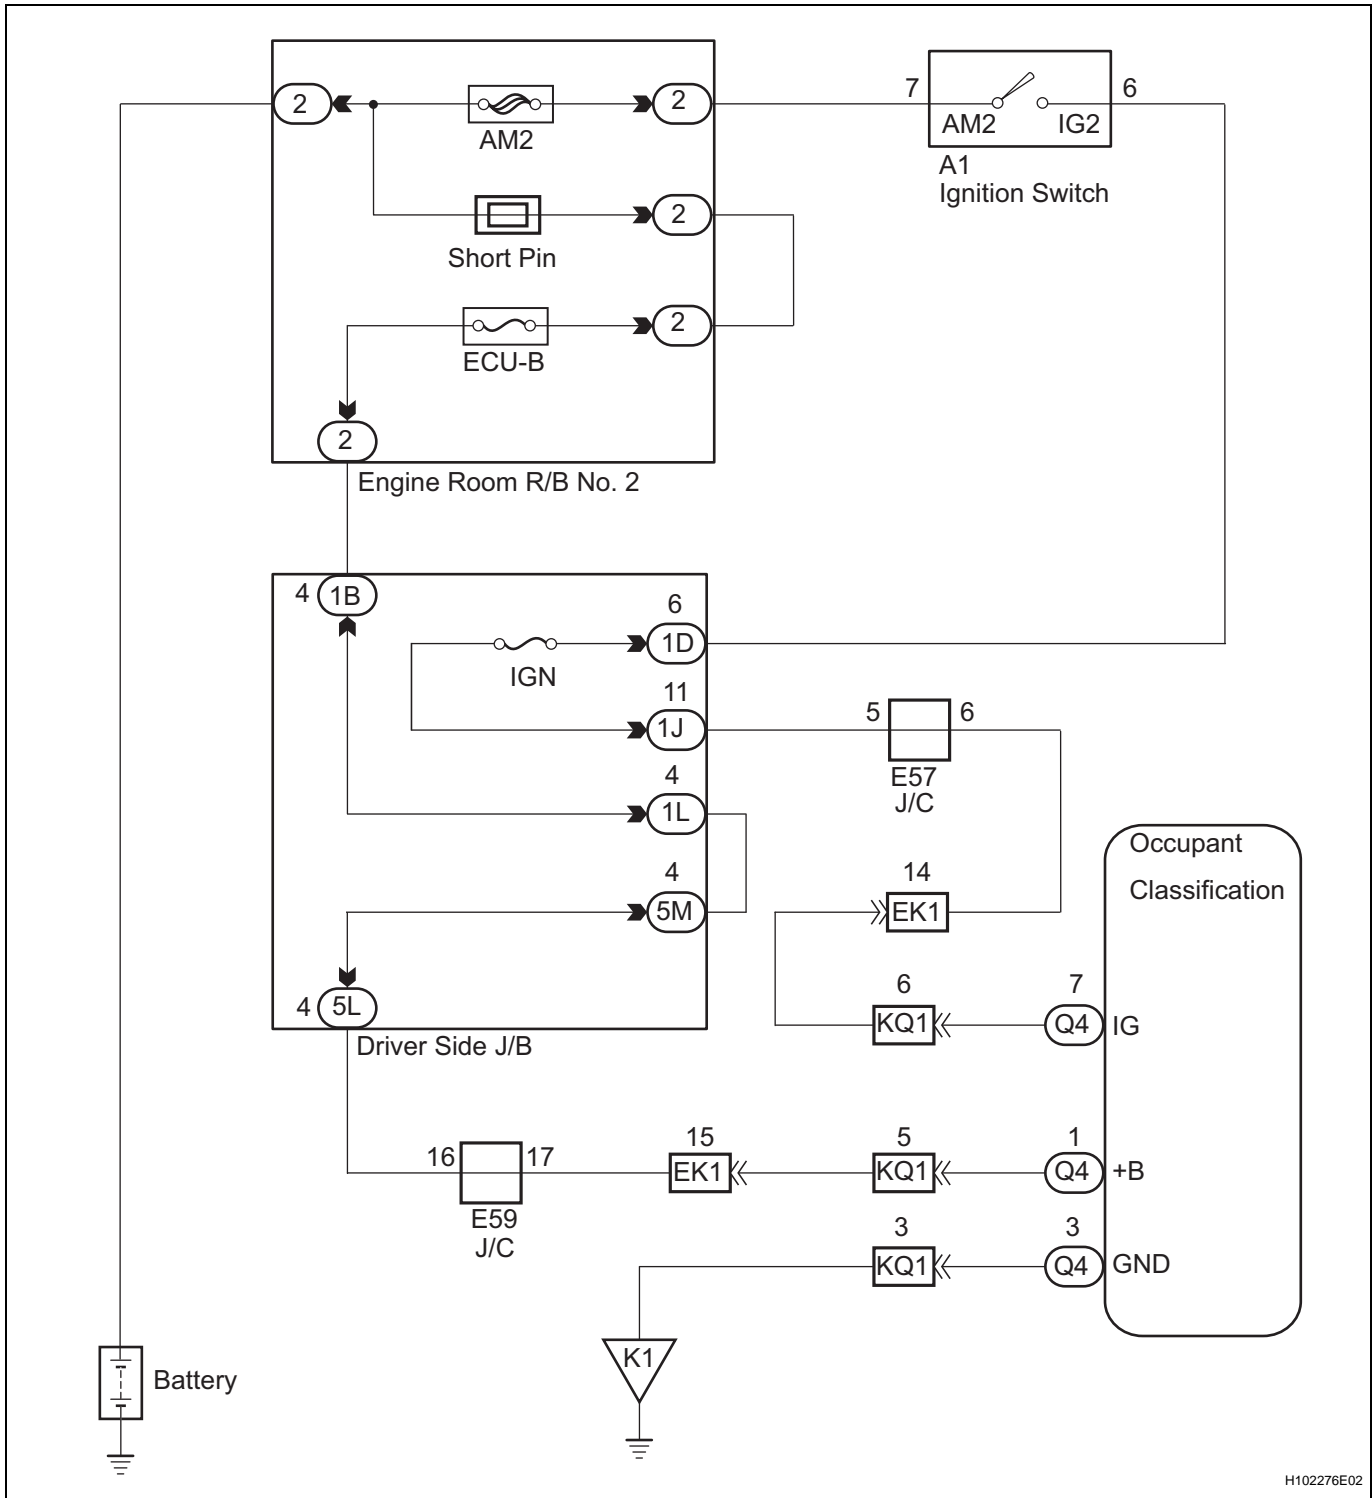 2
AM2
2
7
AM2
IG2
6
A1
Ignition Switch
2
Short Pin
2
ECU-B
2
Engine Room R/B No. 2
4
1B
6
1D
IGN
11
1J
5
6
E57
J/C
4
1L
Occupant
Classification
4
5M
14
EK1
4
5L
6
KQ1
7
Q4
IG
Driver Side J/B
16
17
E59
J/C
15
EK1
5
KQ1
1
Q4
+B
3
KQ1
3
Q4
GND
K1
Battery
H102276E02